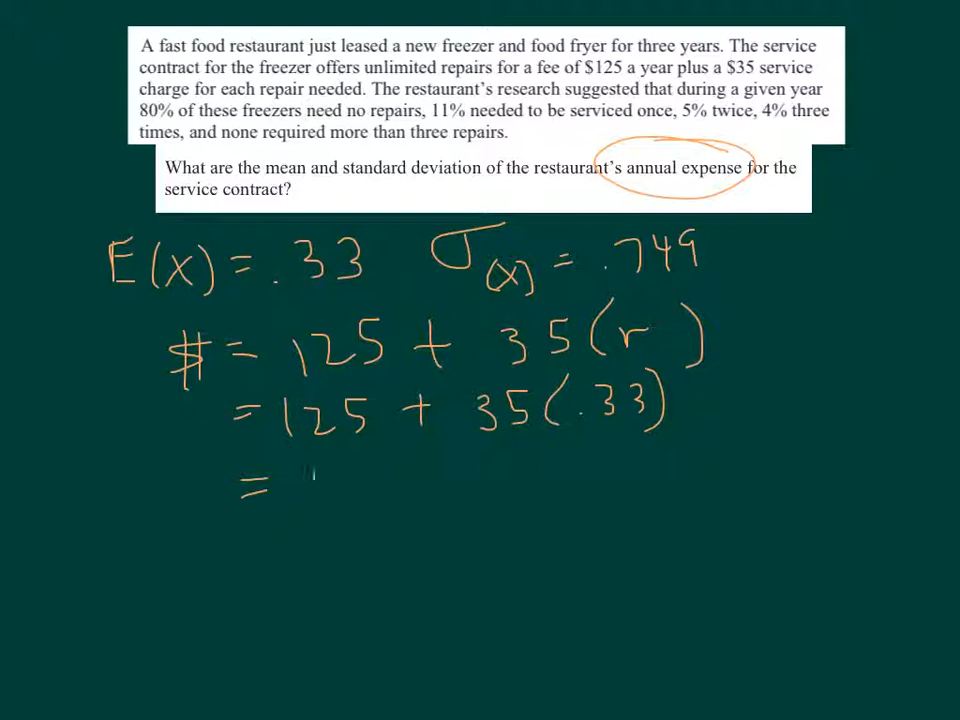 A fast food restaurant just leased a new freezer and food fryer for three years. The service
contract for the freezer offers unlimited repairs for a fee of $125 a year plus a $35 service
charge for each repair needed. The restaurant's research suggested that during a given year
80% of these freezers need no repairs, 11% needed to be serviced once, 5% twice, 4% three
times, and none required more than three repairs.
What are the mean and standard deviation of the restaurant's annual expense for the
service contract?
E(x) = .33 σ(x) = .749
$ = 125 + 35(r )
= 125 + 35(.33)
=